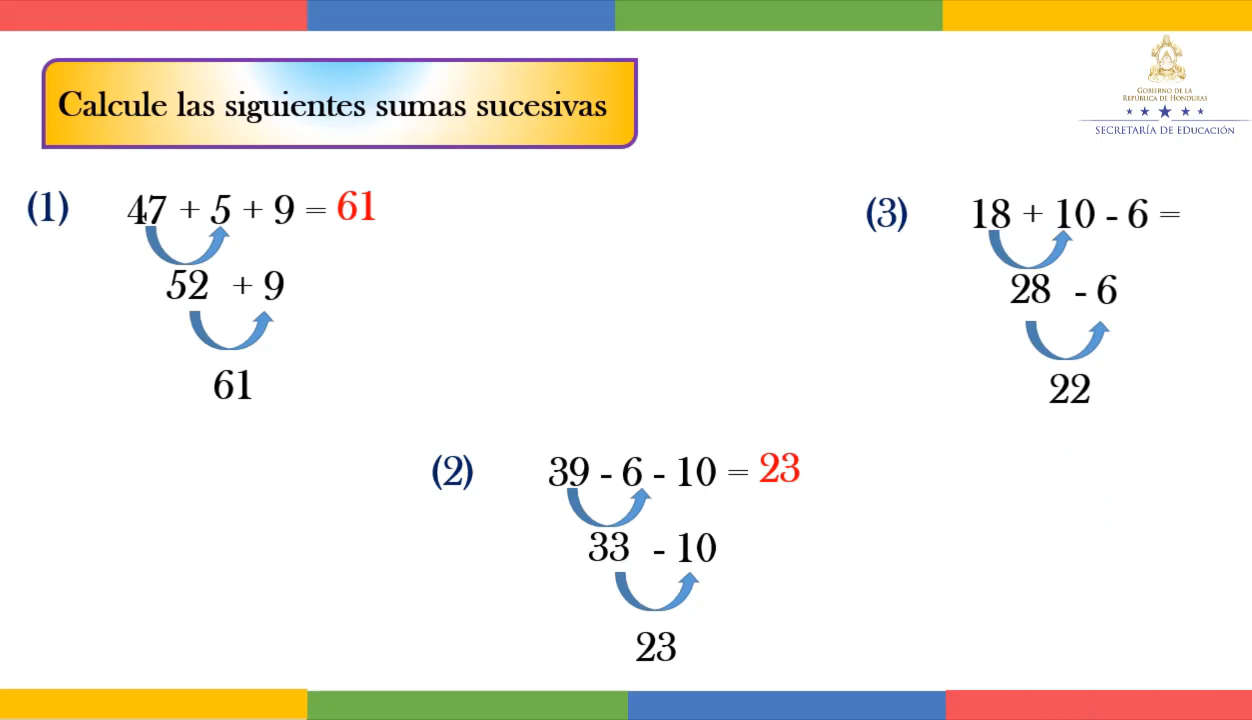 Calcule las siguientes sumas sucesivas
GOBIERNO DE LA
REPÚBLICA DE HONDURAS
SECRETARÍA DE EDUCACIÓN
(1) 47 + 5 + 9 = 61
52 + 9
61
(3) 18 + 10 - 6 =
28 - 6
22
(2) 39 - 6 - 10 = 23
33 - 10
23